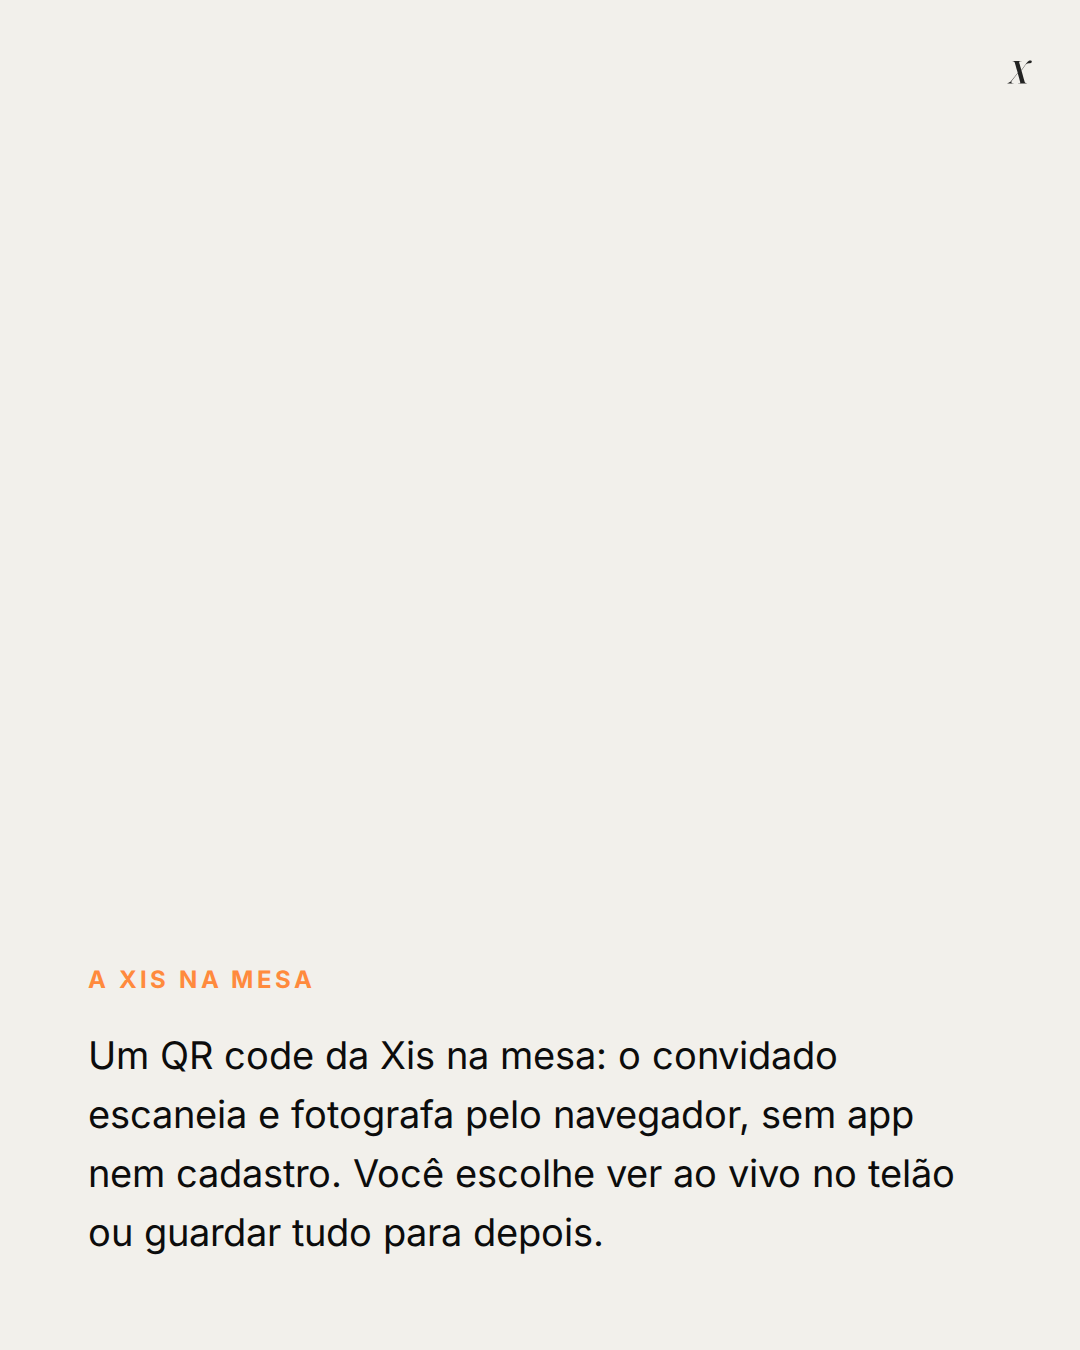 X
A XIS NA MESA
Um QR code da Xis na mesa: o convidado
escaneia e fotografa pelo navegador, sem app
nem cadastro. Você escolhe ver ao vivo no telão
ou guardar tudo para depois.